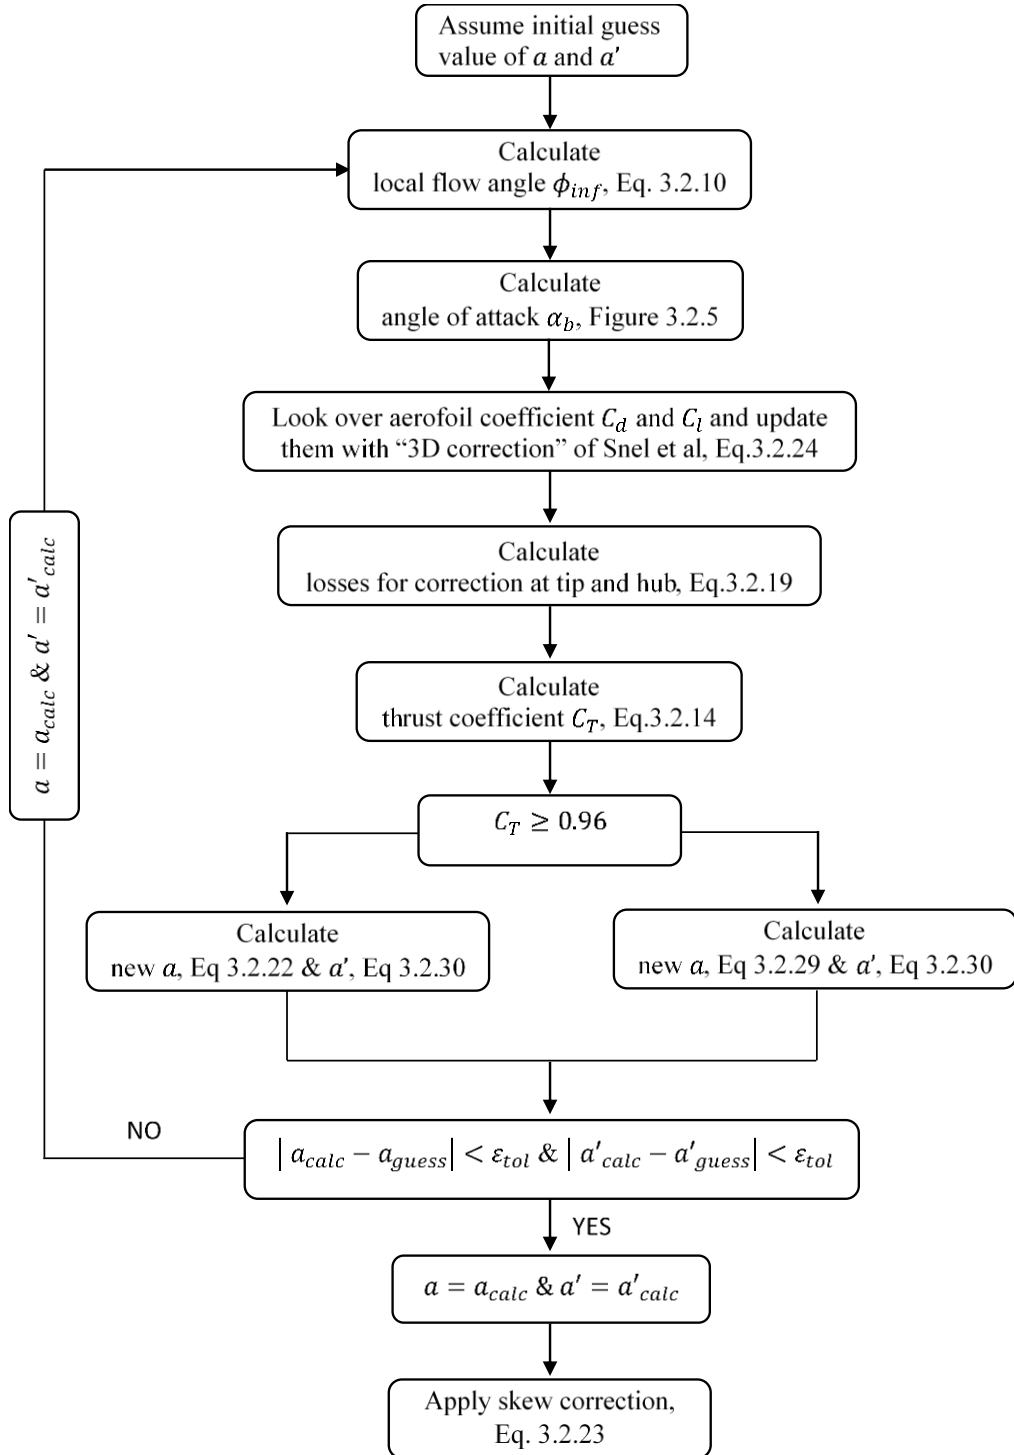 Assume initial guess
value of a and a'
Calculate
local flow angle ϕ_inf, Eq. 3.2.10
Calculate
angle of attack α_b, Figure 3.2.5
Look over aerofoil coefficient C_d and C_l and update
them with “3D correction” of Snel et al, Eq.3.2.24
Calculate
losses for correction at tip and hub, Eq.3.2.19
Calculate
thrust coefficient C_T, Eq.3.2.14
C_T ≥ 0.96
Calculate
new a, Eq 3.2.22 & a', Eq 3.2.30
Calculate
new a, Eq 3.2.29 & a', Eq 3.2.30
a = a_calc & a' = a'_calc
NO
| a_calc − a_guess| < ε_tol & | a'_calc − a'_guess| < ε_tol
YES
a = a_calc & a' = a'_calc
Apply skew correction,
Eq. 3.2.23